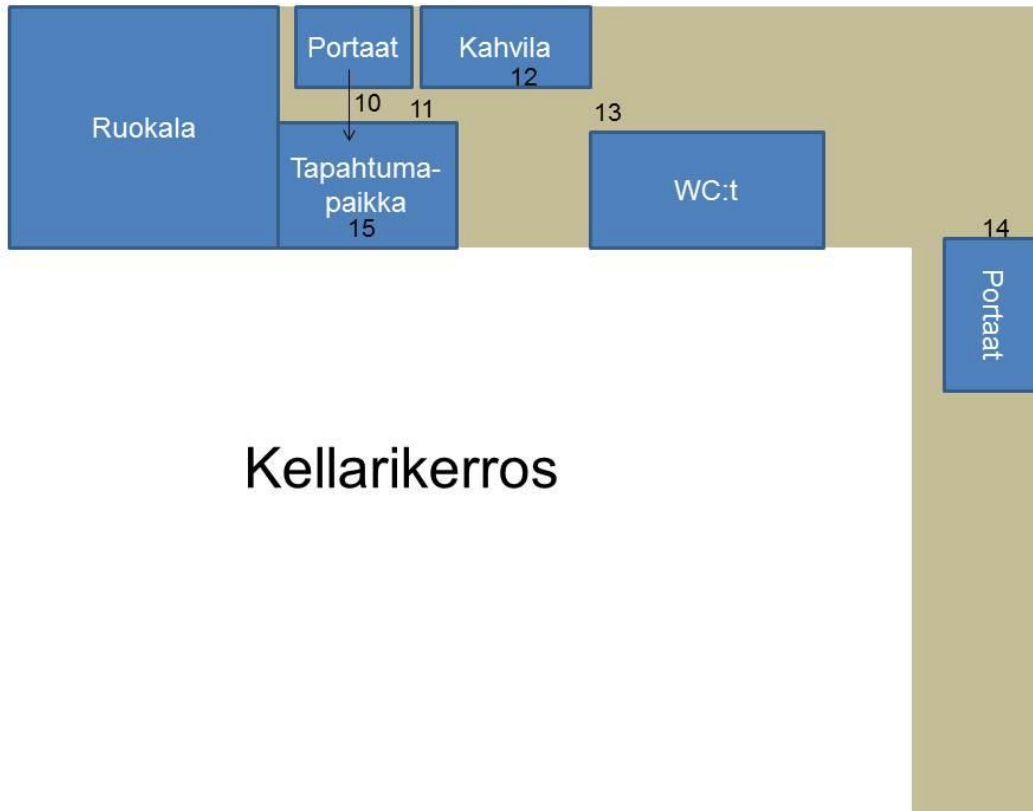 Portaat
Kahvila
12
10
11
13
Ruokala
Tapahtuma-
paikka
15
WC:t
14
Portaat
Kellarikerros